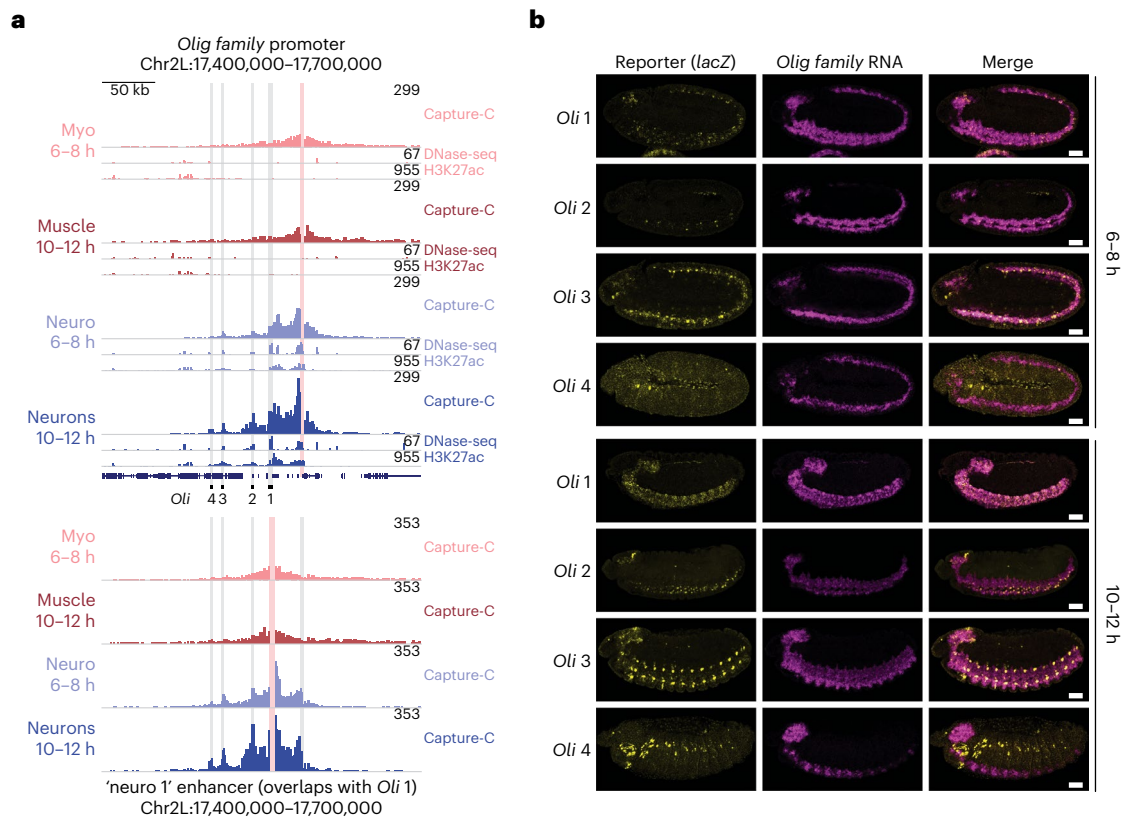 a
Olig family promoter
Chr2L:17,400,000–17,700,000
50 kb
299
Capture-C
Myo
6–8 h
67
DNase-seq
955
H3K27ac
299
Capture-C
Muscle
10–12 h
67
DNase-seq
955
H3K27ac
299
Capture-C
Neuro
6–8 h
67
DNase-seq
955
H3K27ac
299
Capture-C
Neurons
10–12 h
67
DNase-seq
955
H3K27ac
Oli 4 3 2 1
353
Myo
6–8 h
Capture-C
353
Muscle
10–12 h
Capture-C
353
Neuro
6–8 h
Capture-C
353
Neurons
10–12 h
Capture-C
‘neuro 1’ enhancer (overlaps with Oli 1)
Chr2L:17,400,000–17,700,000
b
Reporter (lacZ) Olig family RNA Merge
Oli 1
Oli 2
Oli 3
Oli 4
6–8 h
Oli 1
Oli 2
Oli 3
Oli 4
10–12 h